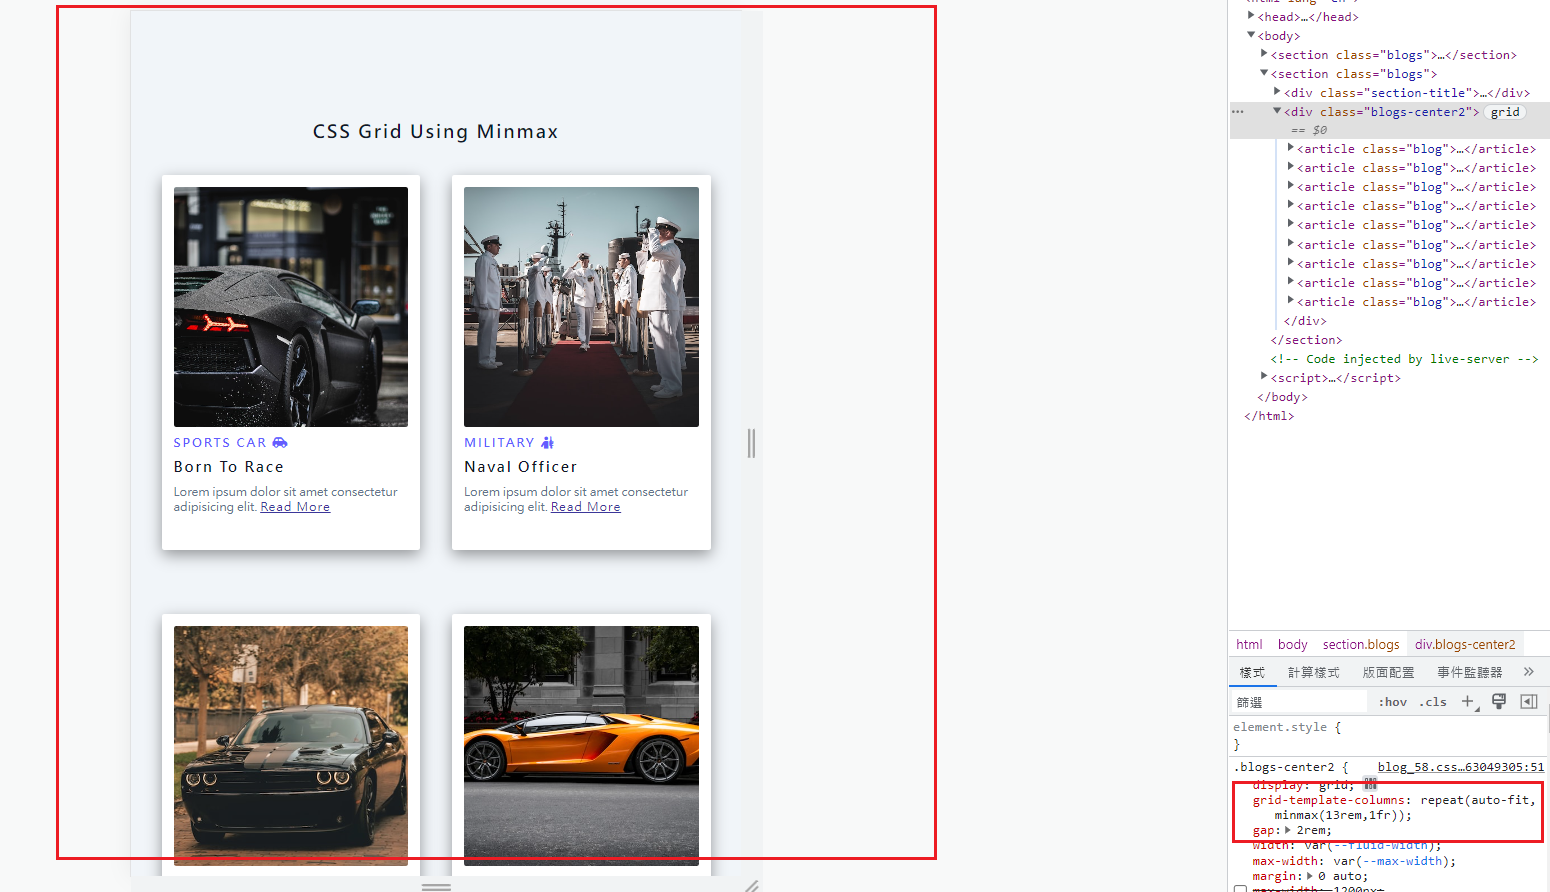 CSS Grid Using Minmax
SPORTS CAR
Born To Race
Lorem ipsum dolor sit amet consectetur
adipisicing elit. Read More
MILITARY
Naval Officer
Lorem ipsum dolor sit amet consectetur
adipisicing elit. Read More
<head>…</head>
<body>
<section class="blogs">…</section>
<section class="blogs">
<div class="section-title">…</div>
<div class="blogs-center2"> grid
== $0
<article class="blog">…</article>
<article class="blog">…</article>
<article class="blog">…</article>
<article class="blog">…</article>
<article class="blog">…</article>
<article class="blog">…</article>
<article class="blog">…</article>
<article class="blog">…</article>
<article class="blog">…</article>
</div>
</section>
<!-- Code injected by live-server -->
<script>…</script>
</body>
</html>
html body section.blogs div.blogs-center2
樣式 計算樣式 版面配置 事件監聽器 »
篩選 :hov .cls +
element.style {
}
.blogs-center2 { blog_58.css…63049305:51
display: grid;
grid-template-columns: repeat(auto-fit,
minmax(13rem,1fr));
gap: 2rem;
width: var(--fluid-width);
max-width: var(--max-width);
margin: 0 auto;
max-width: 1200px;